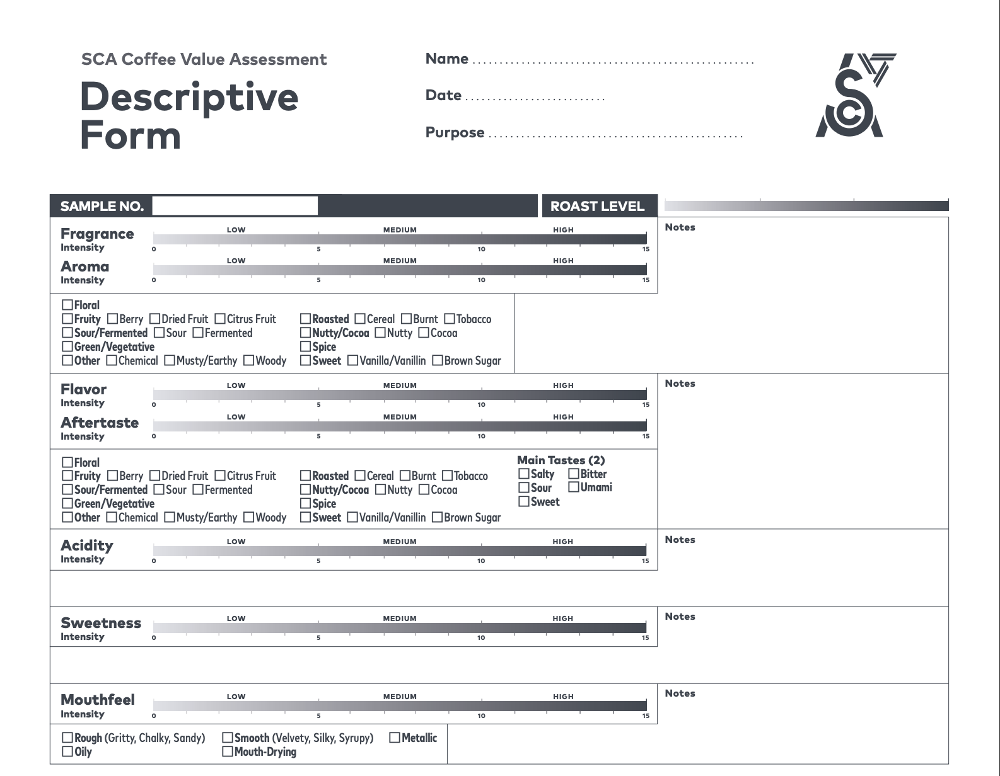 SCA Coffee Value Assessment
Descriptive
Form
Name
Date
Purpose
SAMPLE NO.
ROAST LEVEL
Fragrance
Intensity
LOW MEDIUM HIGH
0 5 10 15
Aroma
Intensity
LOW MEDIUM HIGH
0 5 10 15
Notes
Floral
Fruity Berry Dried Fruit Citrus Fruit Roasted Cereal Burnt Tobacco
Sour/Fermented Sour Fermented Nutty/Cocoa Nutty Cocoa
Green/Vegetative Spice
Other Chemical Musty/Earthy Woody Sweet Vanilla/Vanillin Brown Sugar
Flavor
Intensity
LOW MEDIUM HIGH
0 5 10 15
Aftertaste
Intensity
LOW MEDIUM HIGH
0 5 10 15
Notes
Floral
Fruity Berry Dried Fruit Citrus Fruit Roasted Cereal Burnt Tobacco
Sour/Fermented Sour Fermented Nutty/Cocoa Nutty Cocoa
Green/Vegetative Spice
Other Chemical Musty/Earthy Woody Sweet Vanilla/Vanillin Brown Sugar
Main Tastes (2)
Salty Bitter
Sour Umami
Sweet
Acidity
Intensity
LOW MEDIUM HIGH
0 5 10 15
Notes
Sweetness
Intensity
LOW MEDIUM HIGH
0 5 10 15
Notes
Mouthfeel
Intensity
LOW MEDIUM HIGH
0 5 10 15
Notes
Rough (Gritty, Chalky, Sandy) Smooth (Velvety, Silky, Syrupy) Metallic
Oily Mouth-Drying